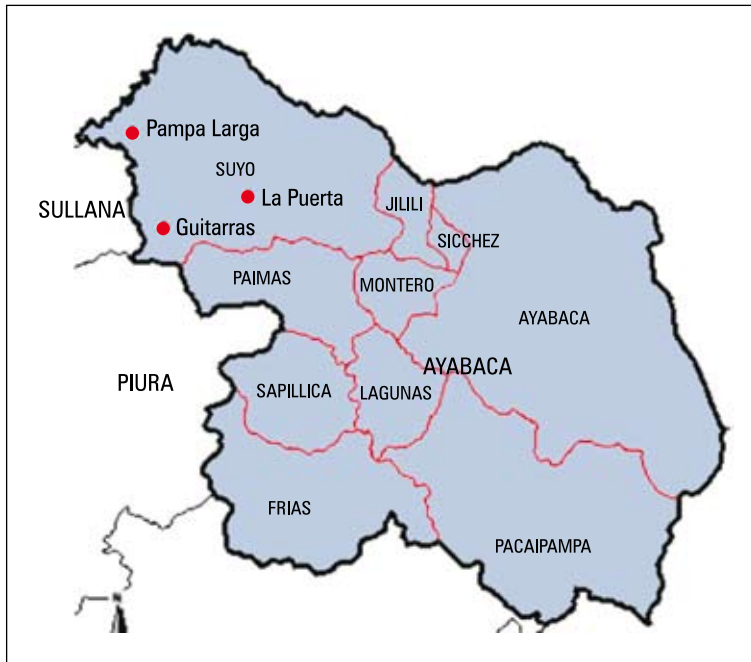 Pampa Larga
SUYO
La Puerta
SULLANA
JILILI
Guitarras
SICCHEZ
PAIMAS
MONTERO
AYABACA
AYABACA
PIURA
SAPILLICA
LAGUNAS
FRIAS
PACAIPAMPA
N